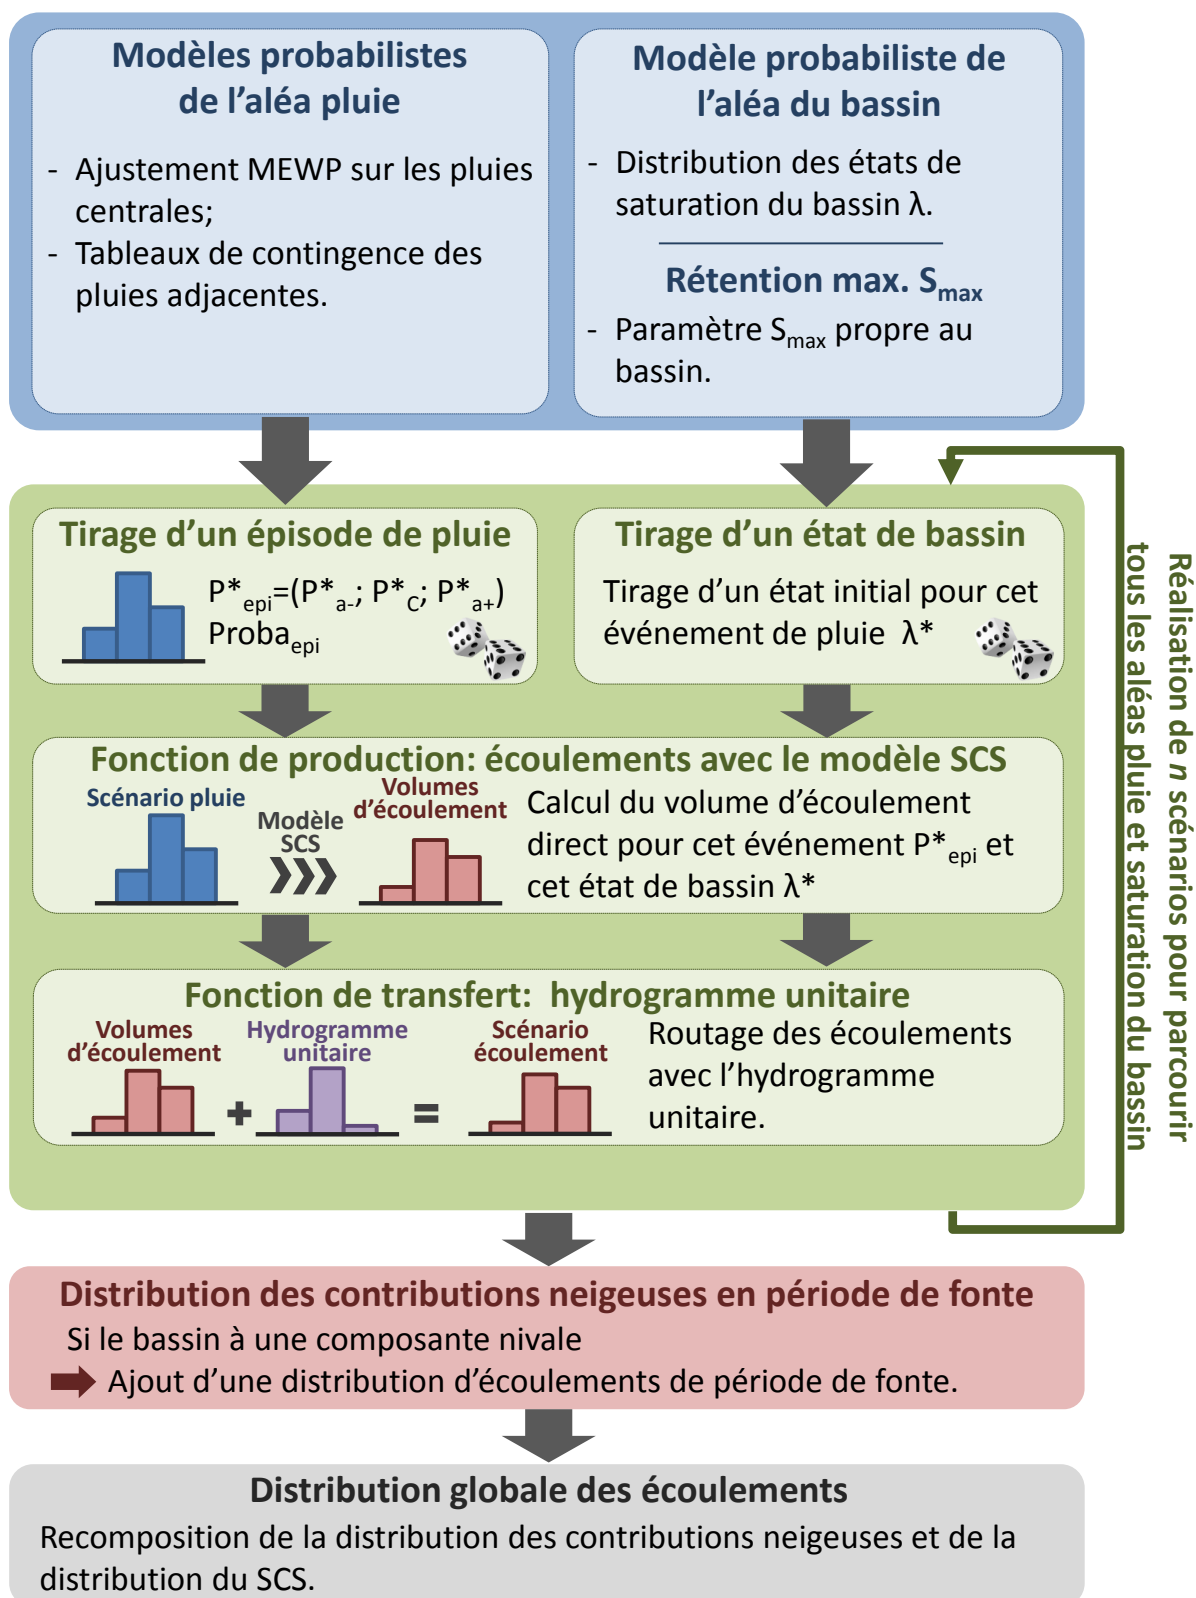 Modèles probabilistes
de l’aléa pluie
- Ajustement MEWP sur les pluies
centrales;
- Tableaux de contingence des
pluies adjacentes.
Modèle probabiliste de
l’aléa du bassin
- Distribution des états de
saturation du bassin λ.
Rétention max. Smax
- Paramètre Smax propre au
bassin.
Tirage d’un épisode de pluie
P*epi=(P*a-; P*C; P*a+)
Probaepi
Tirage d’un état de bassin
Tirage d’un état initial pour cet
événement de pluie λ*
Fonction de production: écoulements avec le modèle SCS
Scénario pluie
Modèle
SCS
Volumes
d’écoulement
Calcul du volume d’écoulement
direct pour cet événement P*epi et
cet état de bassin λ*
Fonction de transfert: hydrogramme unitaire
Volumes
d’écoulement
+
Hydrogramme
unitaire
=
Scénario
écoulement
Routage des écoulements
avec l’hydrogramme
unitaire.
Réalisation de n scénarios pour parcourir
tous les aléas pluie et saturation du bassin
Distribution des contributions neigeuses en période de fonte
Si le bassin à une composante nivale
Ajout d’une distribution d’écoulements de période de fonte.
Distribution globale des écoulements
Recomposition de la distribution des contributions neigeuses et de la
distribution du SCS.